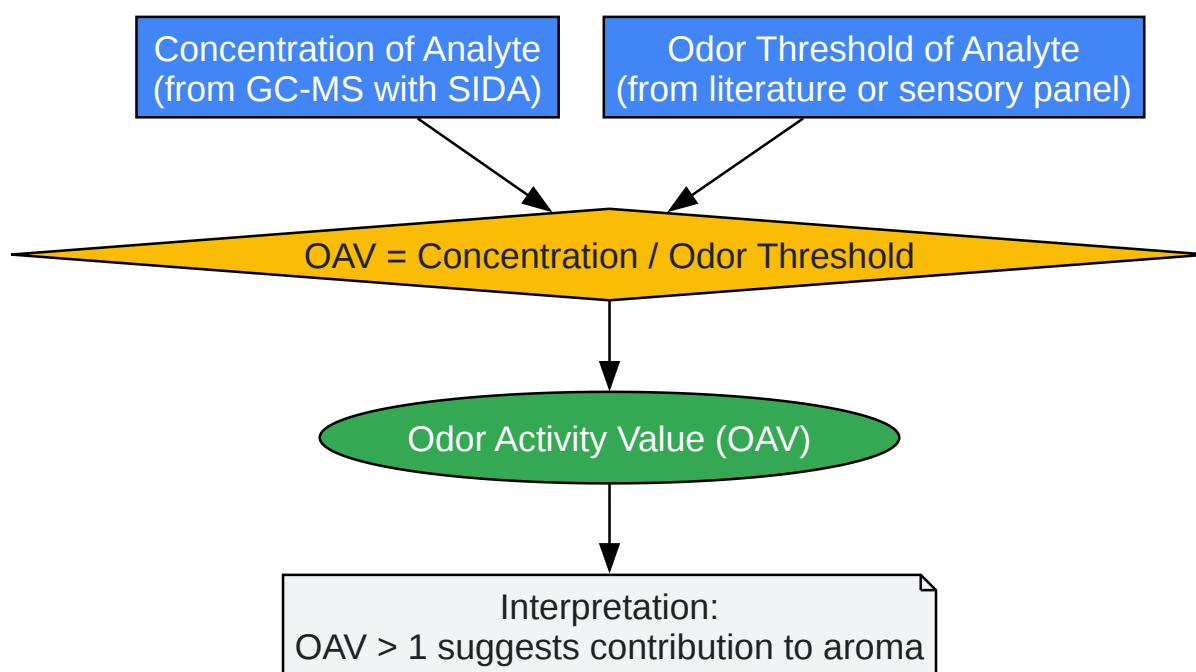 Concentration of Analyte
(from GC-MS with SIDA)
Odor Threshold of Analyte
(from literature or sensory panel)
OAV = Concentration / Odor Threshold
Odor Activity Value (OAV)
Interpretation:
OAV > 1 suggests contribution to aroma